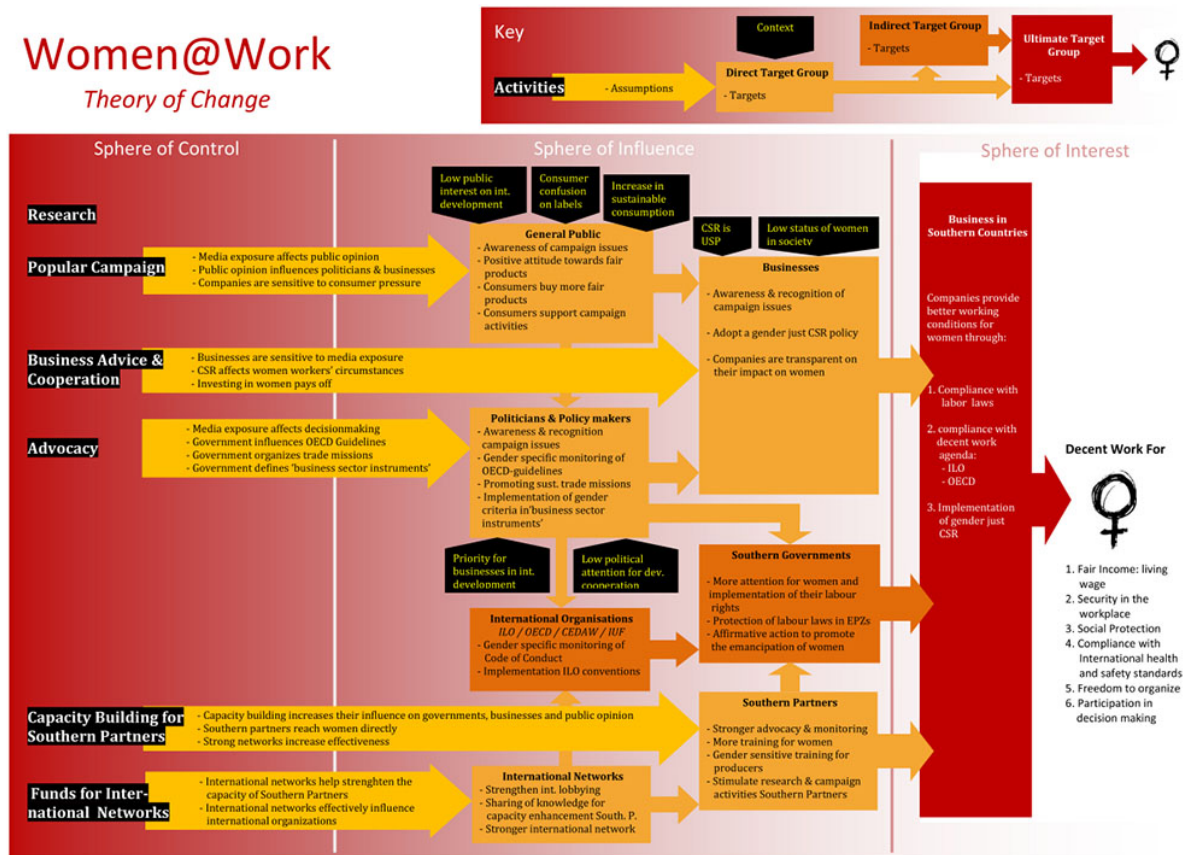 Women@Work
Theory of Change
Key
Activities
- Assumptions
Context
Direct Target Group
- Targets
Indirect Target Group
- Targets
Ultimate Target
Group
- Targets
Sphere of Control
Sphere of Influence
Sphere of Interest
Research
Popular Campaign
- Media exposure affects public opinion
- Public opinion influences politicians & businesses
- Companies are sensitive to consumer pressure
Low public
interest on int.
development
Consumer
confusion
on labels
Increase in
sustainable
consumption
General Public
- Awareness of campaign issues
- Positive attitude towards fair
products
- Consumers buy more fair
products
- Consumers support campaign
activities
CSR is
USP
Low status of women
in society
Businesses
- Awareness & recognition of
campaign issues
- Adopt a gender just CSR policy
- Companies are transparent on
their impact on women
Business Advice &
Cooperation
- Businesses are sensitive to media exposure
- CSR affects women workers' circumstances
- Investing in women pays off
Advocacy
- Media exposure affects decisionmaking
- Government influences OECD Guidelines
- Government organizes trade missions
- Government defines 'business sector instruments'
Politicians & Policy makers
- Awareness & recognition
campaign issues
- Gender specific monitoring of
OECD-guidelines
- Promoting sust. trade missions
- Implementation of gender
criteria in'business sector
instruments'
Priority for
businesses in int.
development
Low political
attention for dev.
cooperation
International Organisations
ILO / OECD / CEDAW / IUF
- Gender specific monitoring of
Code of Conduct
- Implementation ILO conventions
Southern Governments
- More attention for women and
implementation of their labour
rights
- Protection of labour laws in EPZs
- Affirmative action to promote
the emancipation of women
Capacity Building for
Southern Partners
- Capacity building increases their influence on governments, businesses and public opinion
- Southern partners reach women directly
- Strong networks increase effectiveness
Southern Partners
- Stronger advocacy & monitoring
- More training for women
- Gender sensitive training for
producers
- Stimulate research & campaign
activities Southern Partners
Funds for Inter-
national Networks
- International networks help strenghten the
capacity of Southern Partners
- International networks effectively influence
international organizations
International Networks
- Strengthen int. lobbying
- Sharing of knowledge for
capacity enhancement South. P.
- Stronger international network
Business in
Southern Countries
Companies provide
better working
conditions for
women through:
1. Compliance with
labor laws
2. compliance with
decent work
agenda:
- ILO
- OECD
3. Implementation
of gender just
CSR
Decent Work For
1. Fair Income: living
wage
2. Security in the
workplace
3. Social Protection
4. Compliance with
International health
and safety standards
5. Freedom to organize
6. Participation in
decision making